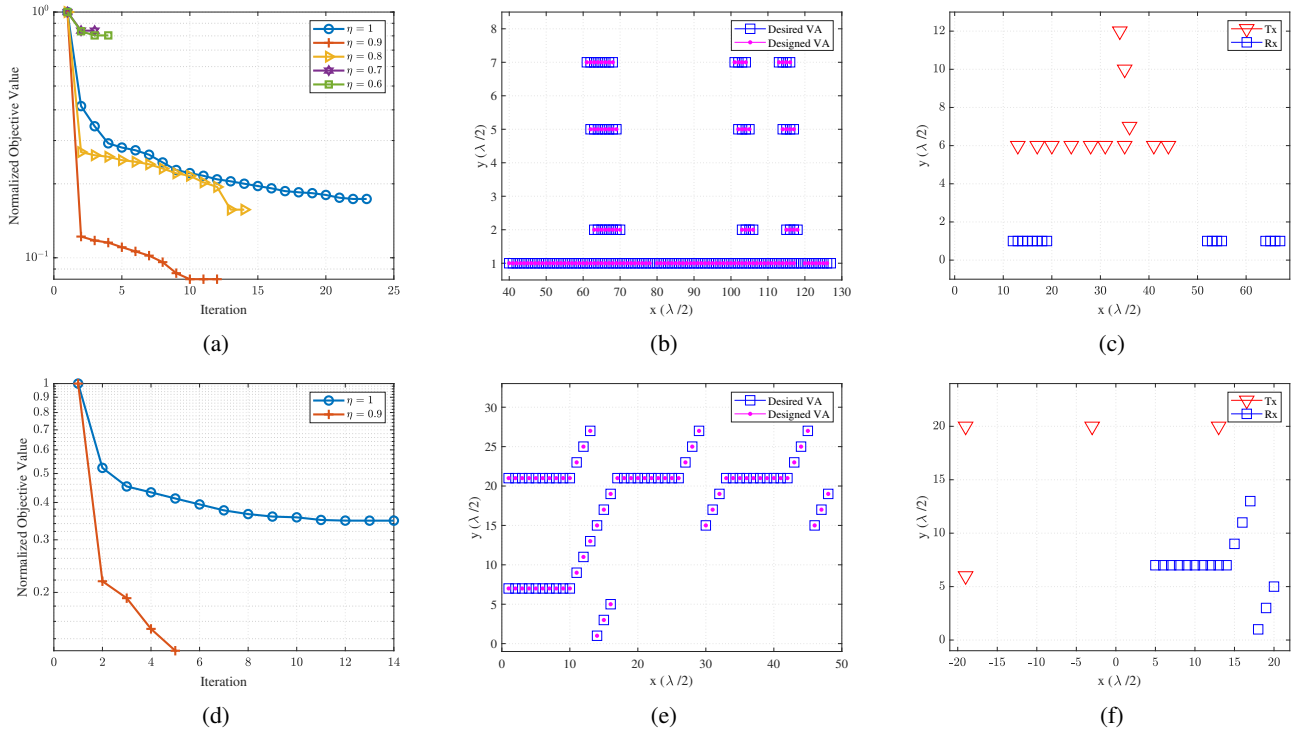 10^0
10^{-1}
Normalized Objective Value
0 5 10 15 20 25
Iteration
η = 1
η = 0.9
η = 0.8
η = 0.7
η = 0.6
(a)
8
7
6
5
4
3
2
1
y (λ/2)
40 50 60 70 80 90 100 110 120 130
x (λ/2)
Desired VA
Designed VA
(b)
12
10
8
6
4
2
0
y (λ/2)
0 10 20 30 40 50 60
x (λ/2)
Tx
Rx
(c)
1
0.9
0.8
0.7
0.6
0.5
0.4
0.3
0.2
Normalized Objective Value
0 2 4 6 8 10 12 14
Iteration
η = 1
η = 0.9
(d)
30
25
20
15
10
5
0
y (λ/2)
0 10 20 30 40 50
x (λ/2)
Desired VA
Designed VA
(e)
20
15
10
5
0
y (λ/2)
-20 -15 -10 -5 0 5 10 15 20
x (λ/2)
Tx
Rx
(f)